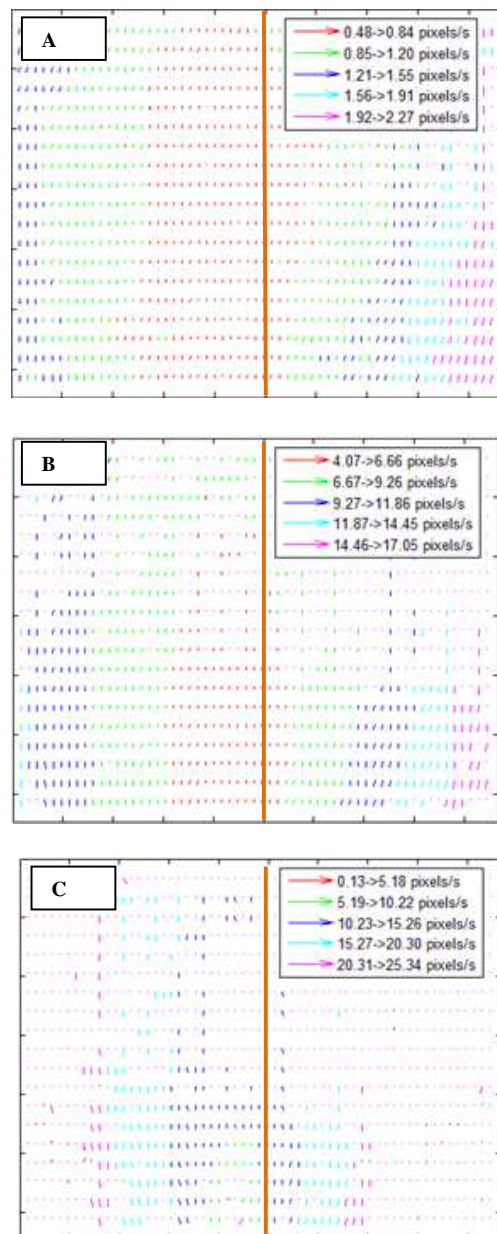 A
0.48->0.84 pixels/s
0.85->1.20 pixels/s
1.21->1.55 pixels/s
1.56->1.91 pixels/s
1.92->2.27 pixels/s
B
4.07->6.66 pixels/s
6.67->9.26 pixels/s
9.27->11.86 pixels/s
11.87->14.45 pixels/s
14.46->17.05 pixels/s
C
0.13->5.18 pixels/s
5.19->10.22 pixels/s
10.23->15.26 pixels/s
15.27->20.30 pixels/s
20.31->25.34 pixels/s